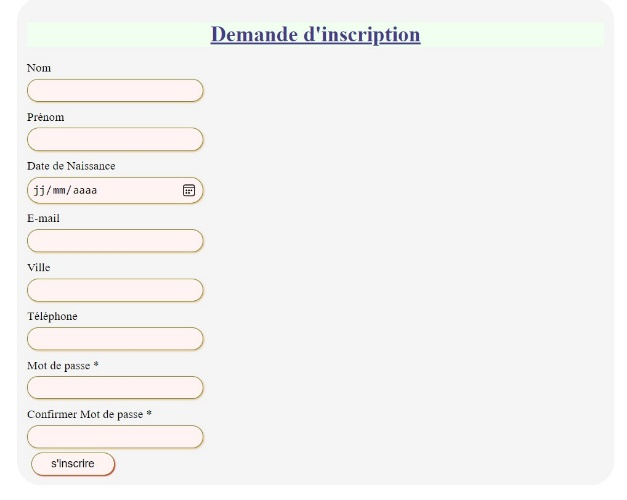 Demande d'inscription
Nom
Prénom
Date de Naissance
jj/mm/aaaa
E-mail
Ville
Téléphone
Mot de passe *
Confirmer Mot de passe *
s'inscrire